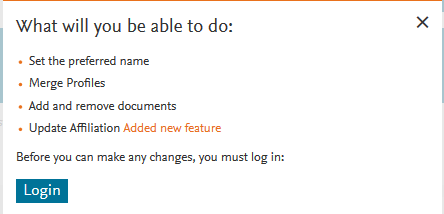 What will you be able to do:
• Set the preferred name
• Merge Profiles
• Add and remove documents
• Update Affiliation Added new feature
Before you can make any changes, you must log in:
Login